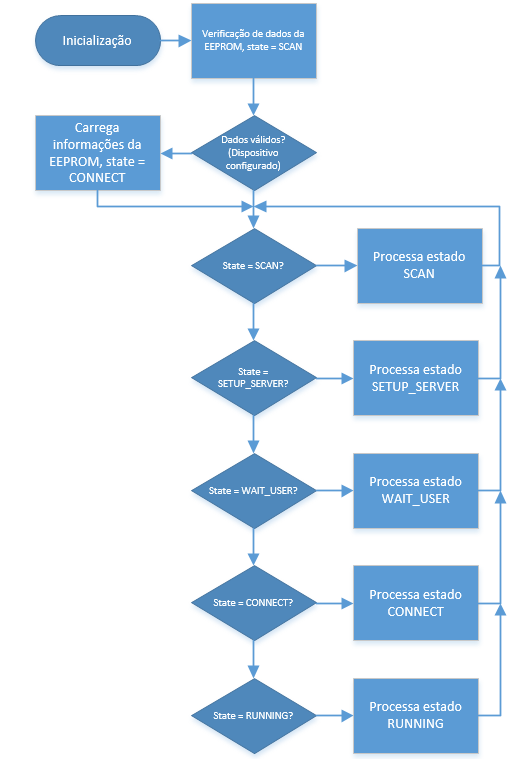 Inicialização
Verificação de dados da
EEPROM, state = SCAN
Dados válidos?
(Dispositivo
configurado)
Carrega
informações da
EEPROM, state =
CONNECT
State = SCAN?
Processa estado
SCAN
State =
SETUP_SERVER?
Processa estado
SETUP_SERVER
State = WAIT_USER?
Processa estado
WAIT_USER
State = CONNECT?
Processa estado
CONNECT
State = RUNNING?
Processa estado
RUNNING